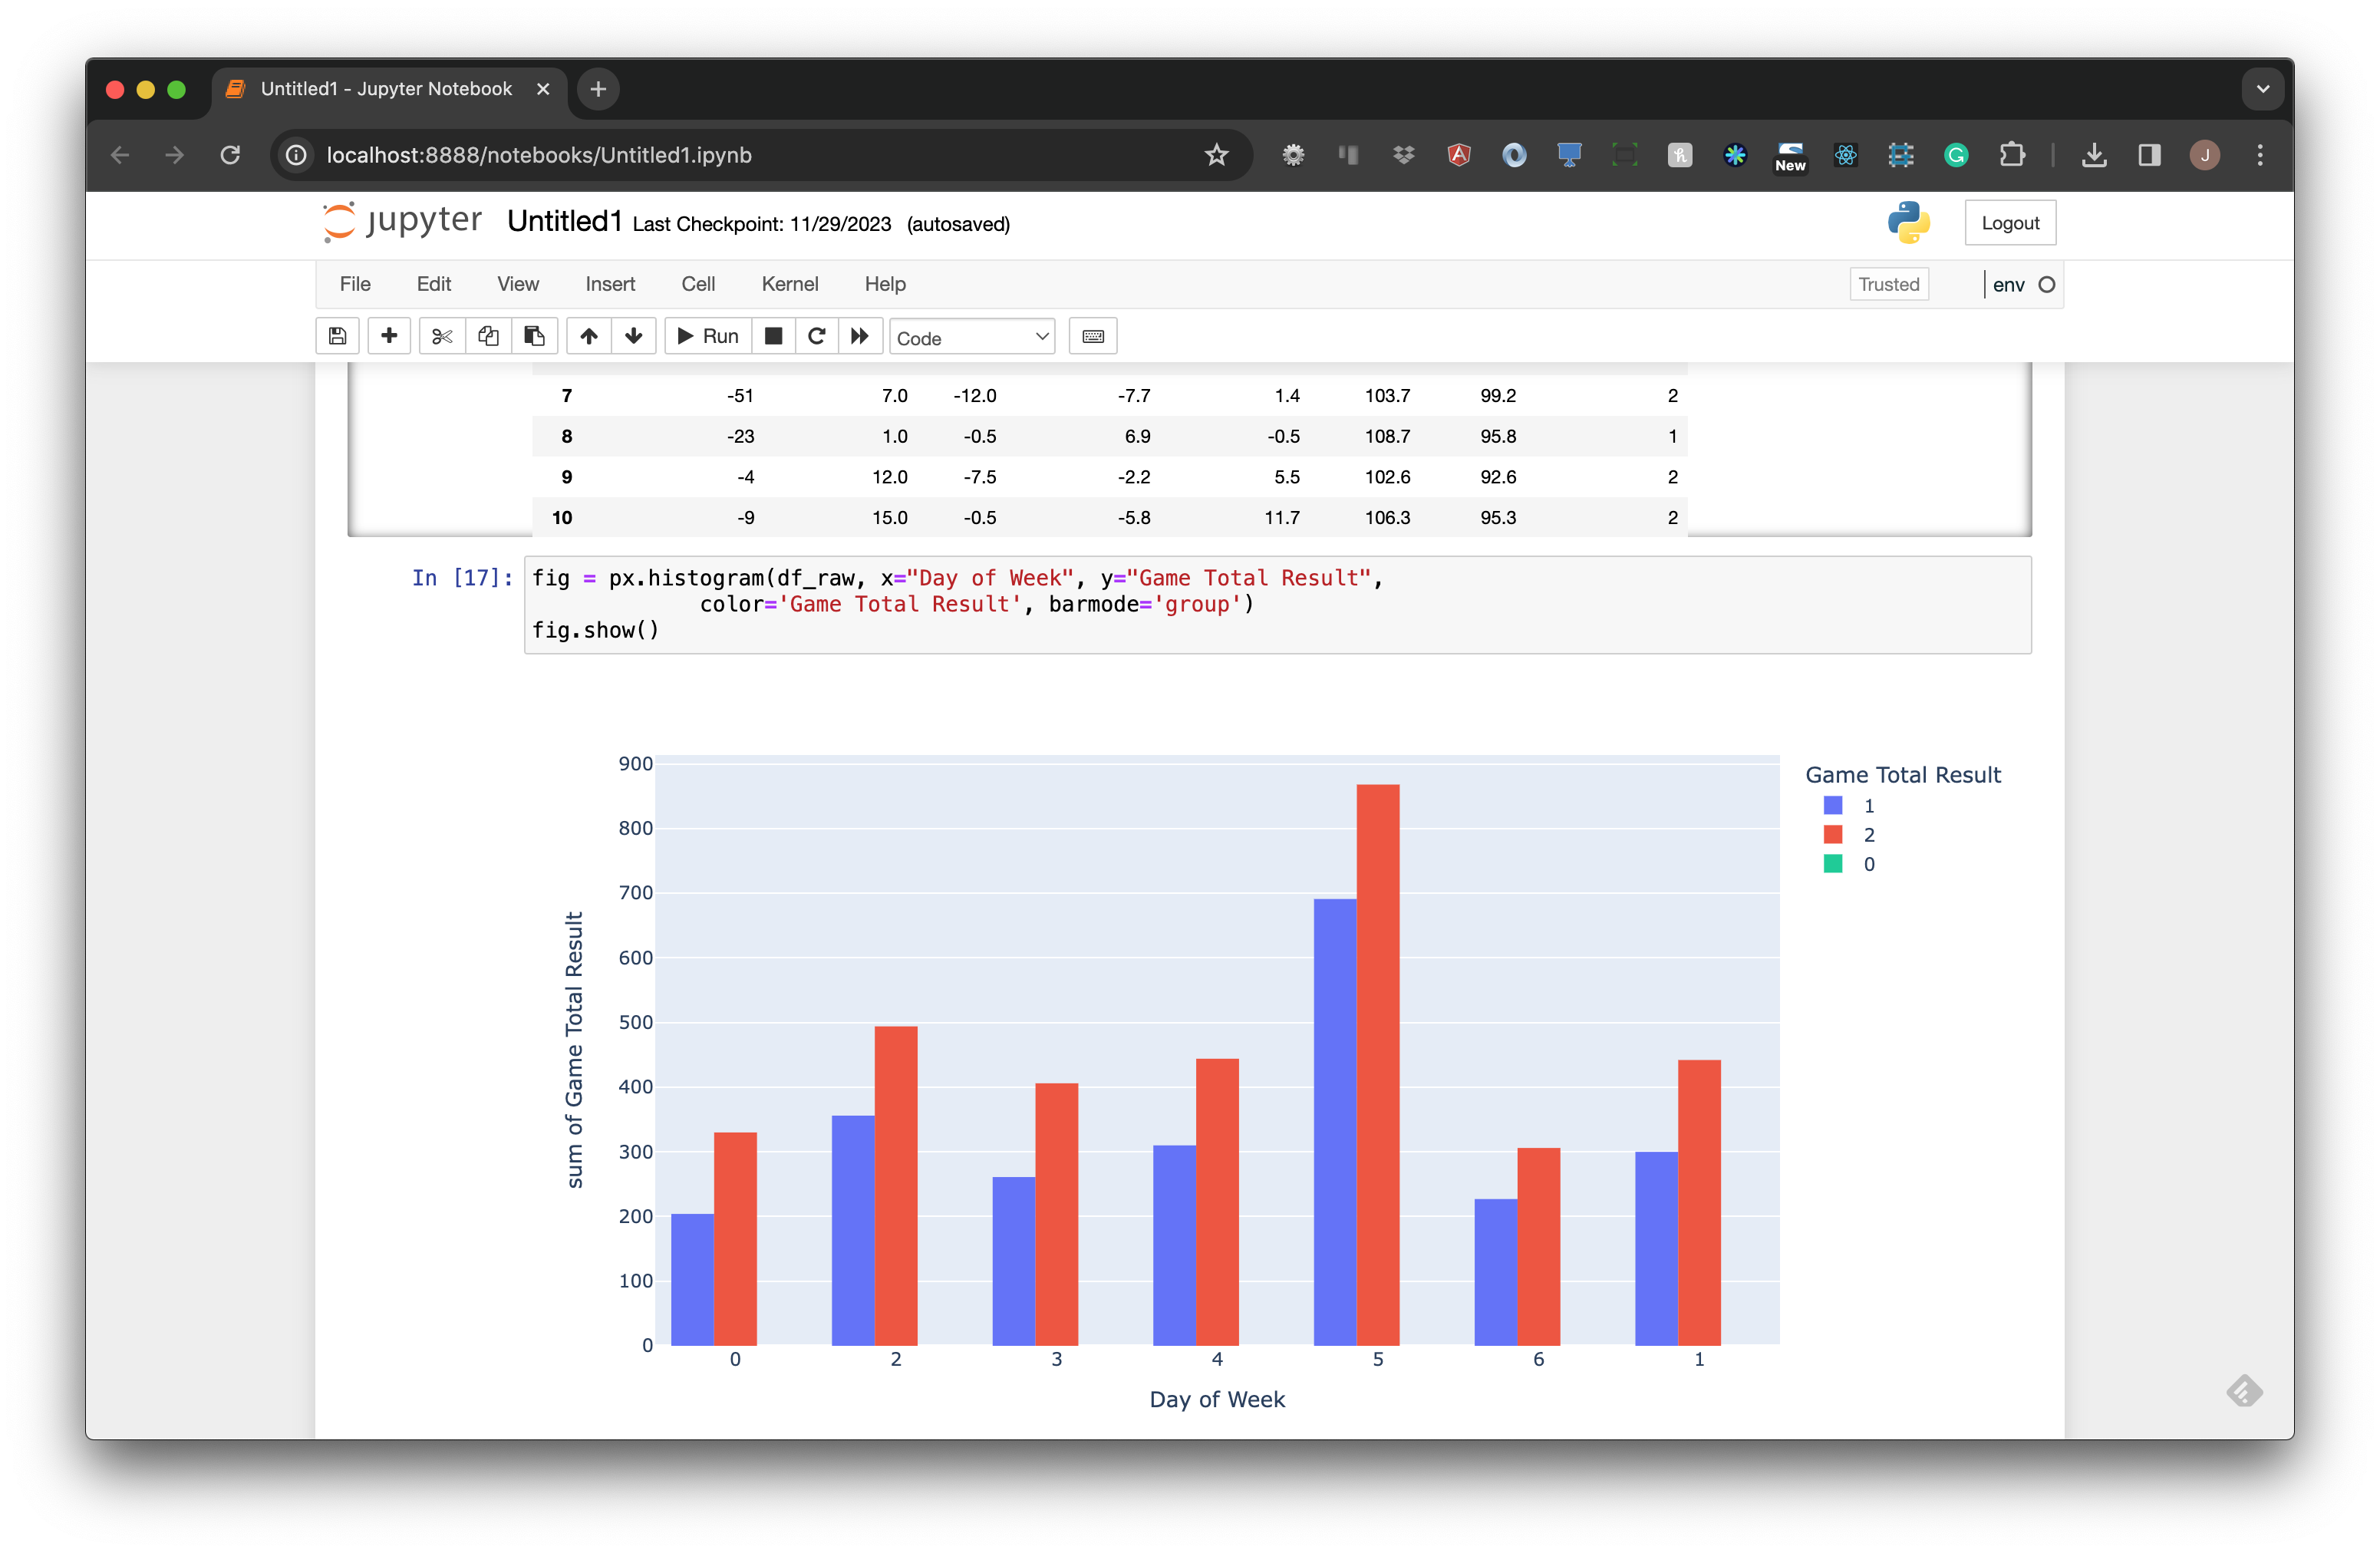 Untitled1 - Jupyter Notebook
localhost:8888/notebooks/Untitled1.ipynb
New
J
jupyter Untitled1 Last Checkpoint: 11/29/2023 (autosaved)
Logout
File Edit View Insert Cell Kernel Help
Trusted env
Run Code
7 -51 7.0 -12.0 -7.7 1.4 103.7 99.2 2
8 -23 1.0 -0.5 6.9 -0.5 108.7 95.8 1
9 -4 12.0 -7.5 -2.2 5.5 102.6 92.6 2
10 -9 15.0 -0.5 -5.8 11.7 106.3 95.3 2
In [17]: fig = px.histogram(df_raw, x="Day of Week", y="Game Total Result",
color='Game Total Result', barmode='group')
fig.show()
Game Total Result
1
2
0
900
800
700
600
500
400
300
200
100
0
sum of Game Total Result
0 2 3 4 5 6 1
Day of Week